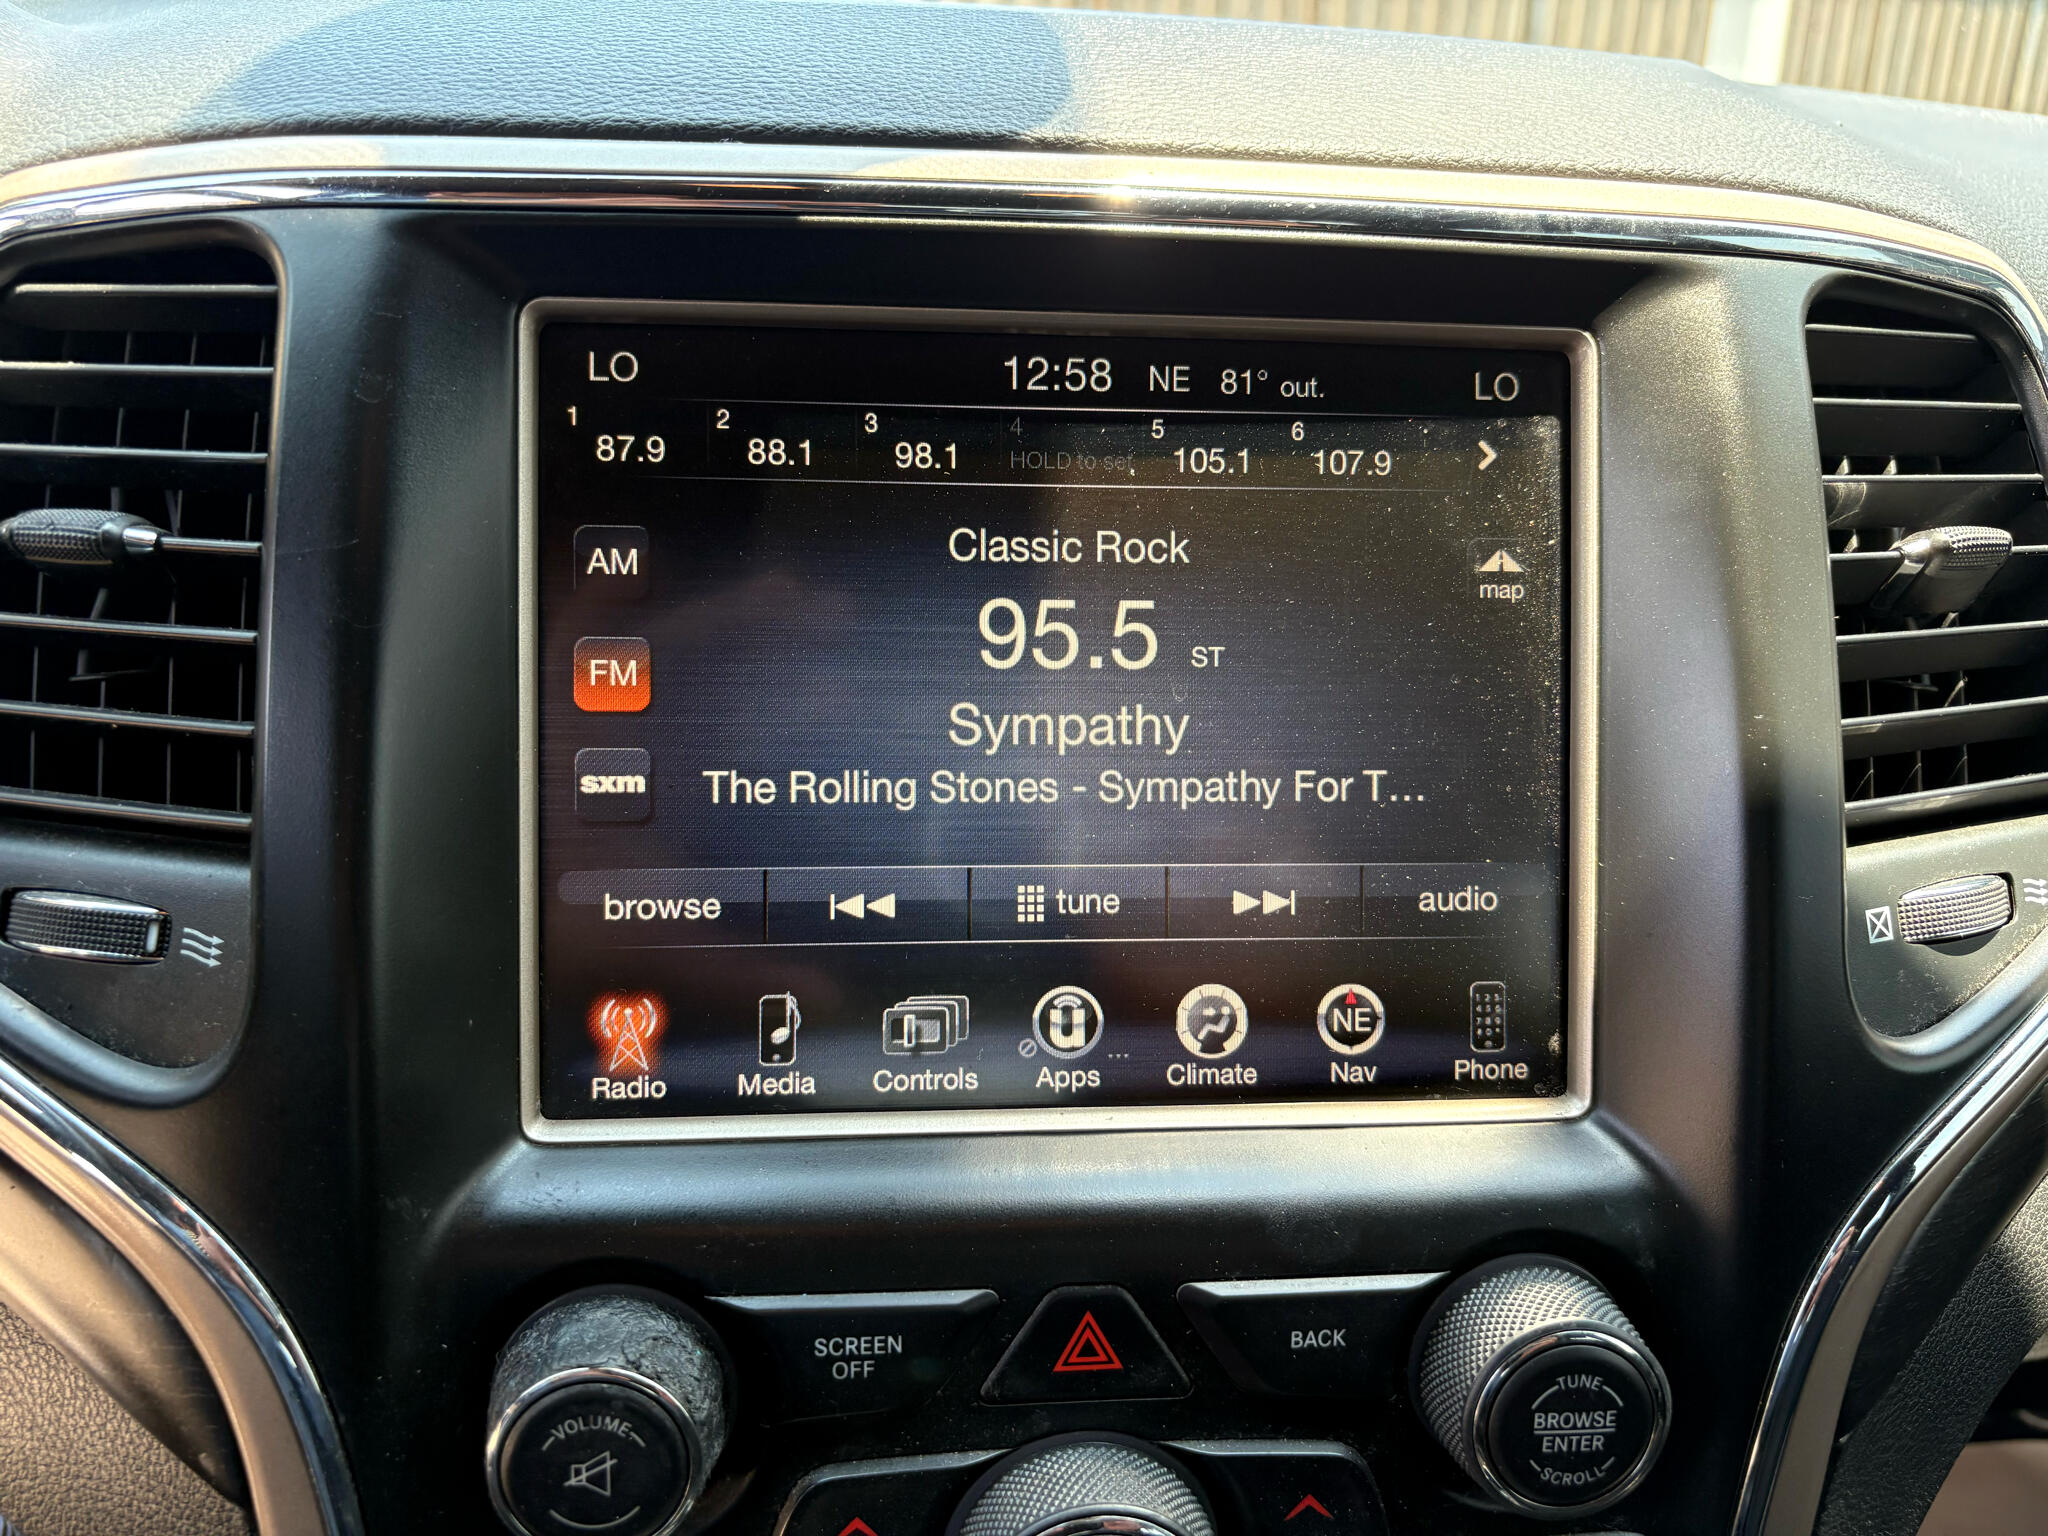 LO 12:58 NE 81° out. LO
1 87.9 2 88.1 3 98.1 4 HOLD to set 5 105.1 6 107.9
Classic Rock
AM
map
95.5 ST
FM
Sympathy
sxm
The Rolling Stones - Sympathy For T...
browse tune audio
NE
Radio Media Controls Apps Climate Nav Phone
SCREEN
OFF
BACK
VOLUME
TUNE
BROWSE
ENTER
SCROLL